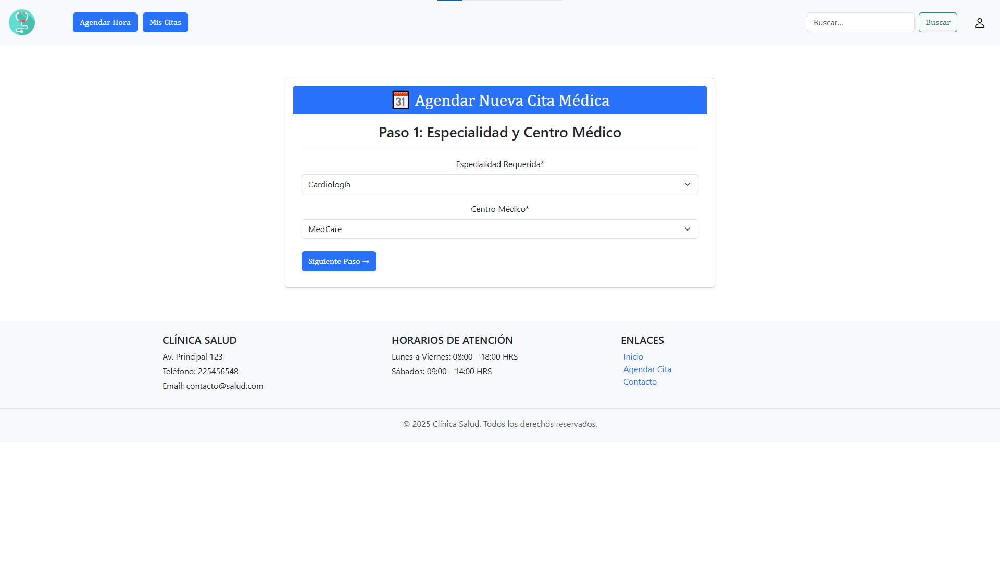 Agendar Hora
Mis Citas
Buscar...
Buscar
31 Agendar Nueva Cita Médica
Paso 1: Especialidad y Centro Médico
Especialidad Requerida*
Cardiología
Centro Médico*
MedCare
Siguiente Paso →
CLÍNICA SALUD
Av. Principal 123
Teléfono: 225456548
Email: contacto@salud.com
HORARIOS DE ATENCIÓN
Lunes a Viernes: 08:00 - 18:00 HRS
Sábados: 09:00 - 14:00 HRS
ENLACES
Inicio
Agendar Cita
Contacto
© 2025 Clínica Salud. Todos los derechos reservados.